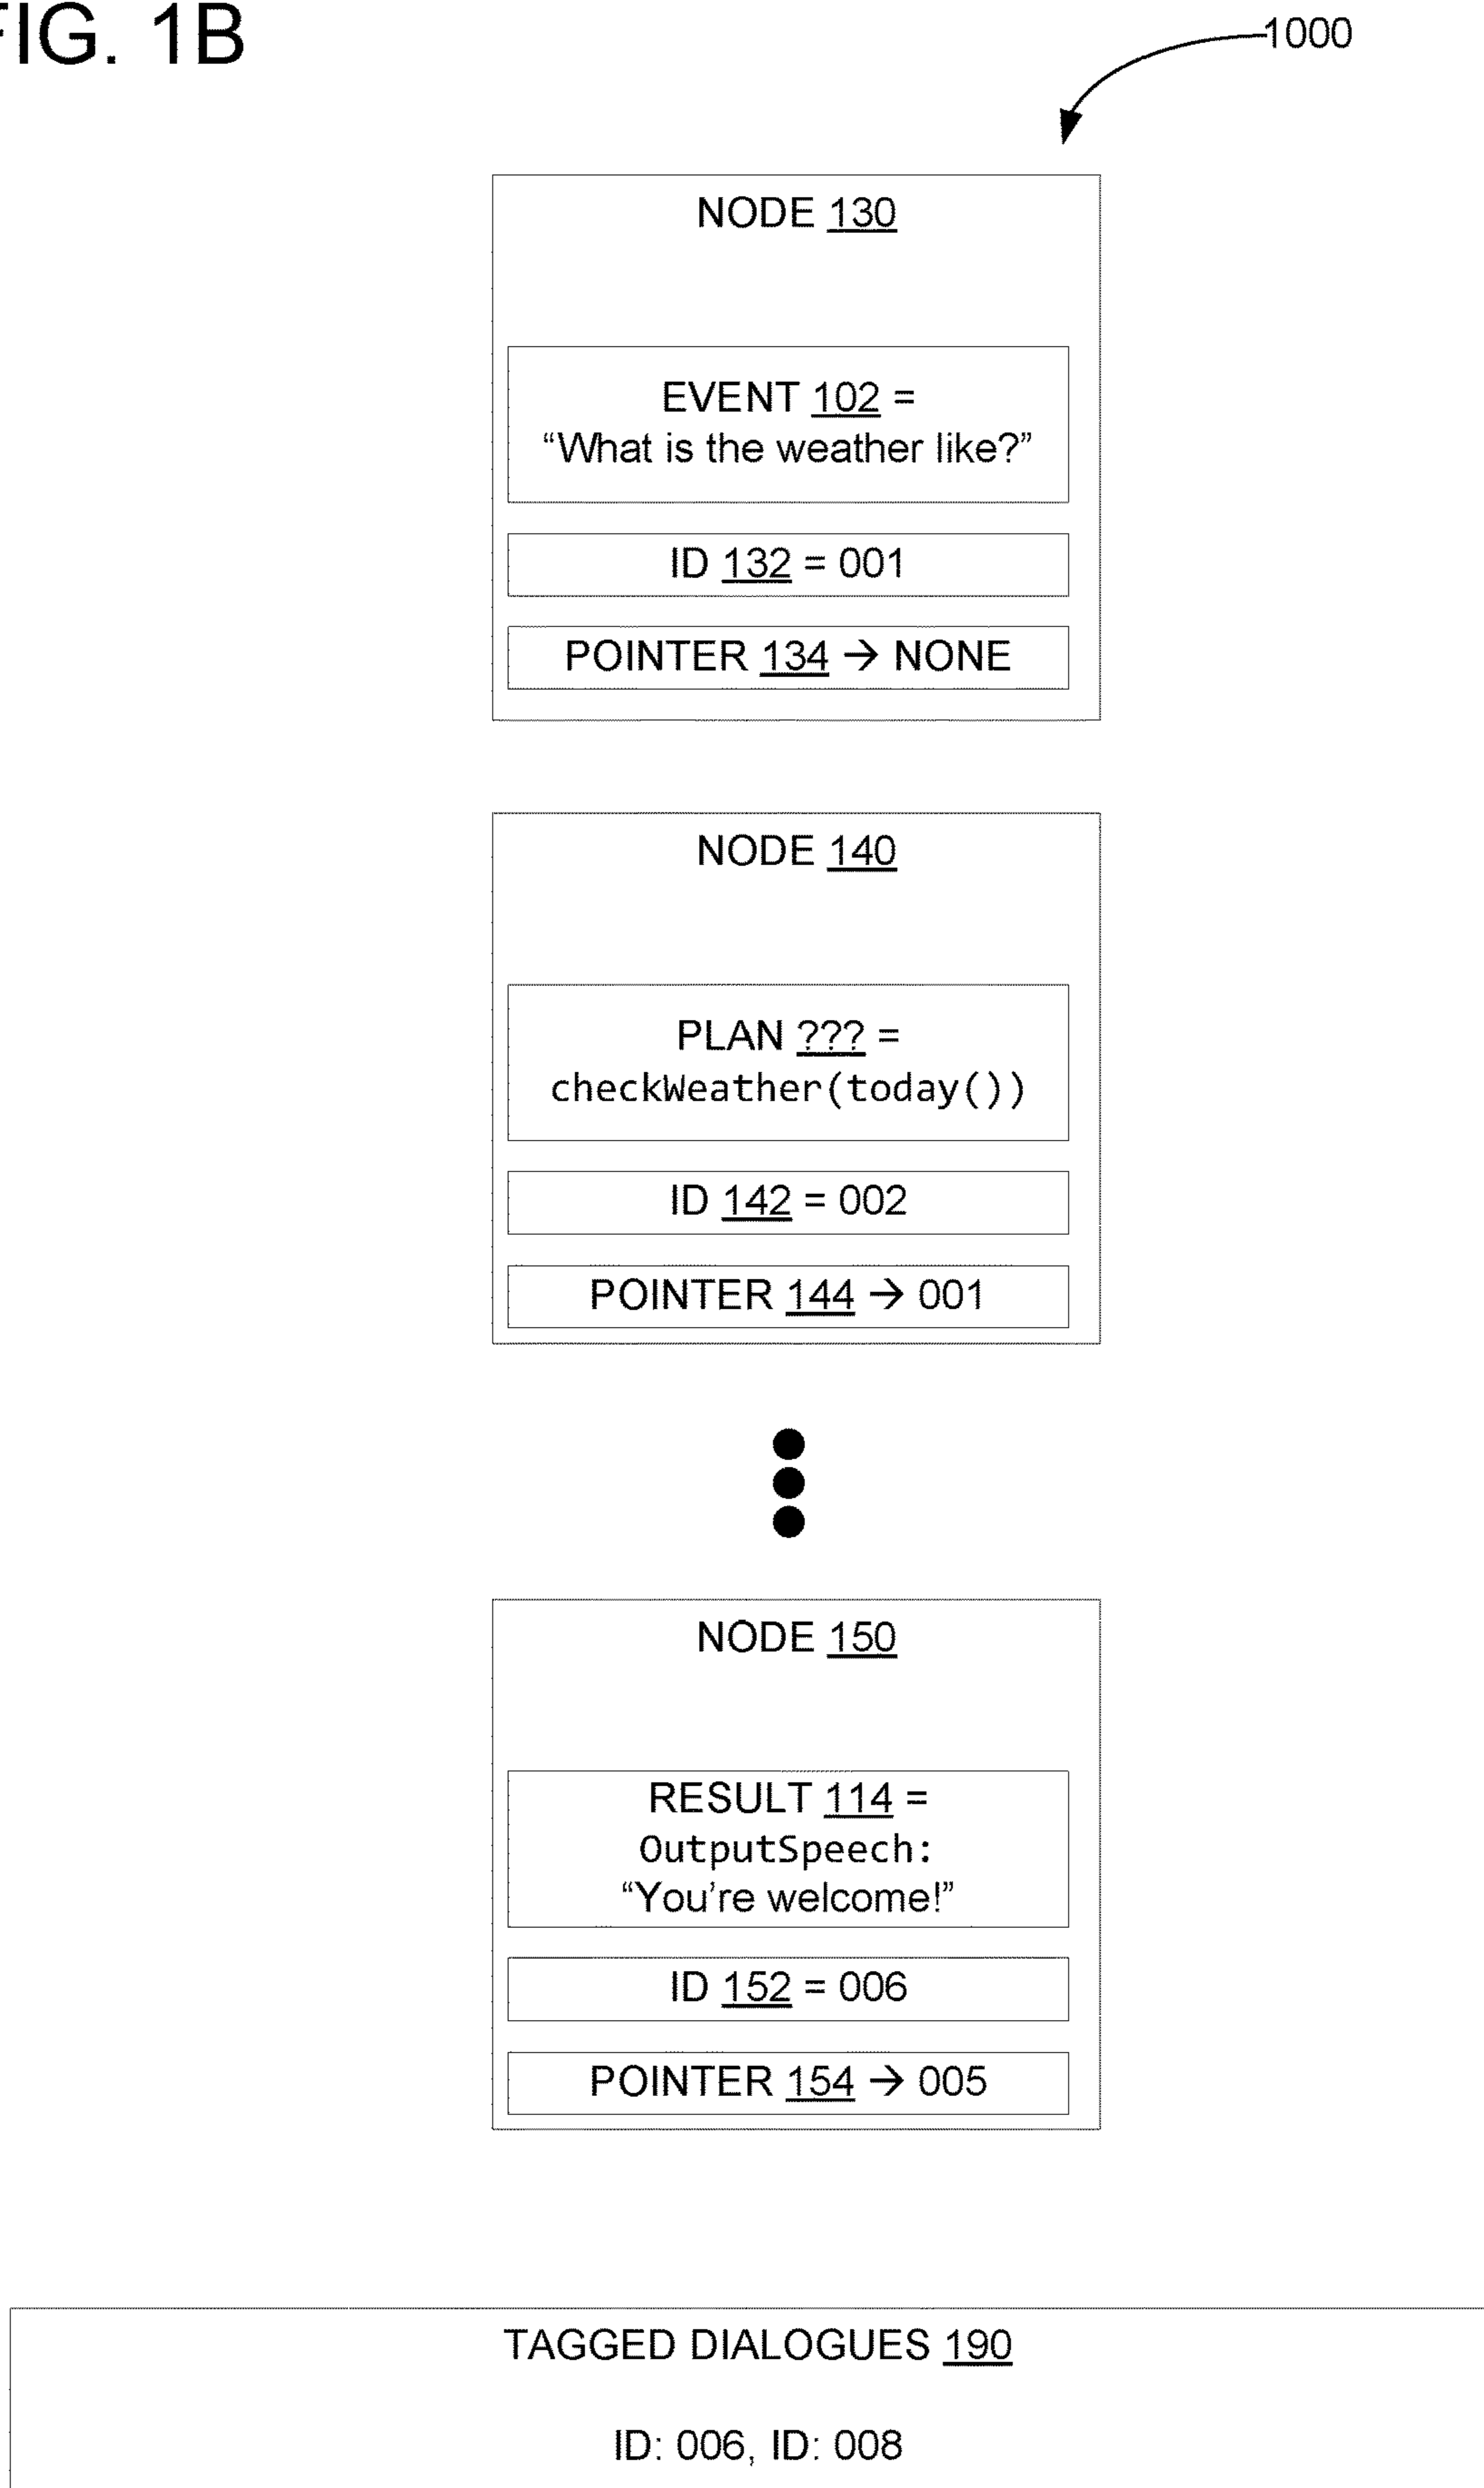 FIG. 1B
1000
NODE 130
EVENT 102 =
“What is the weather like?”
ID 132 = 001
POINTER 134 → NONE
NODE 140
PLAN ??? =
checkWeather(today())
ID 142 = 002
POINTER 144 → 001
NODE 150
RESULT 114 =
OutputSpeech:
“You’re welcome!”
ID 152 = 006
POINTER 154 → 005
TAGGED DIALOGUES 190
ID: 006, ID: 008